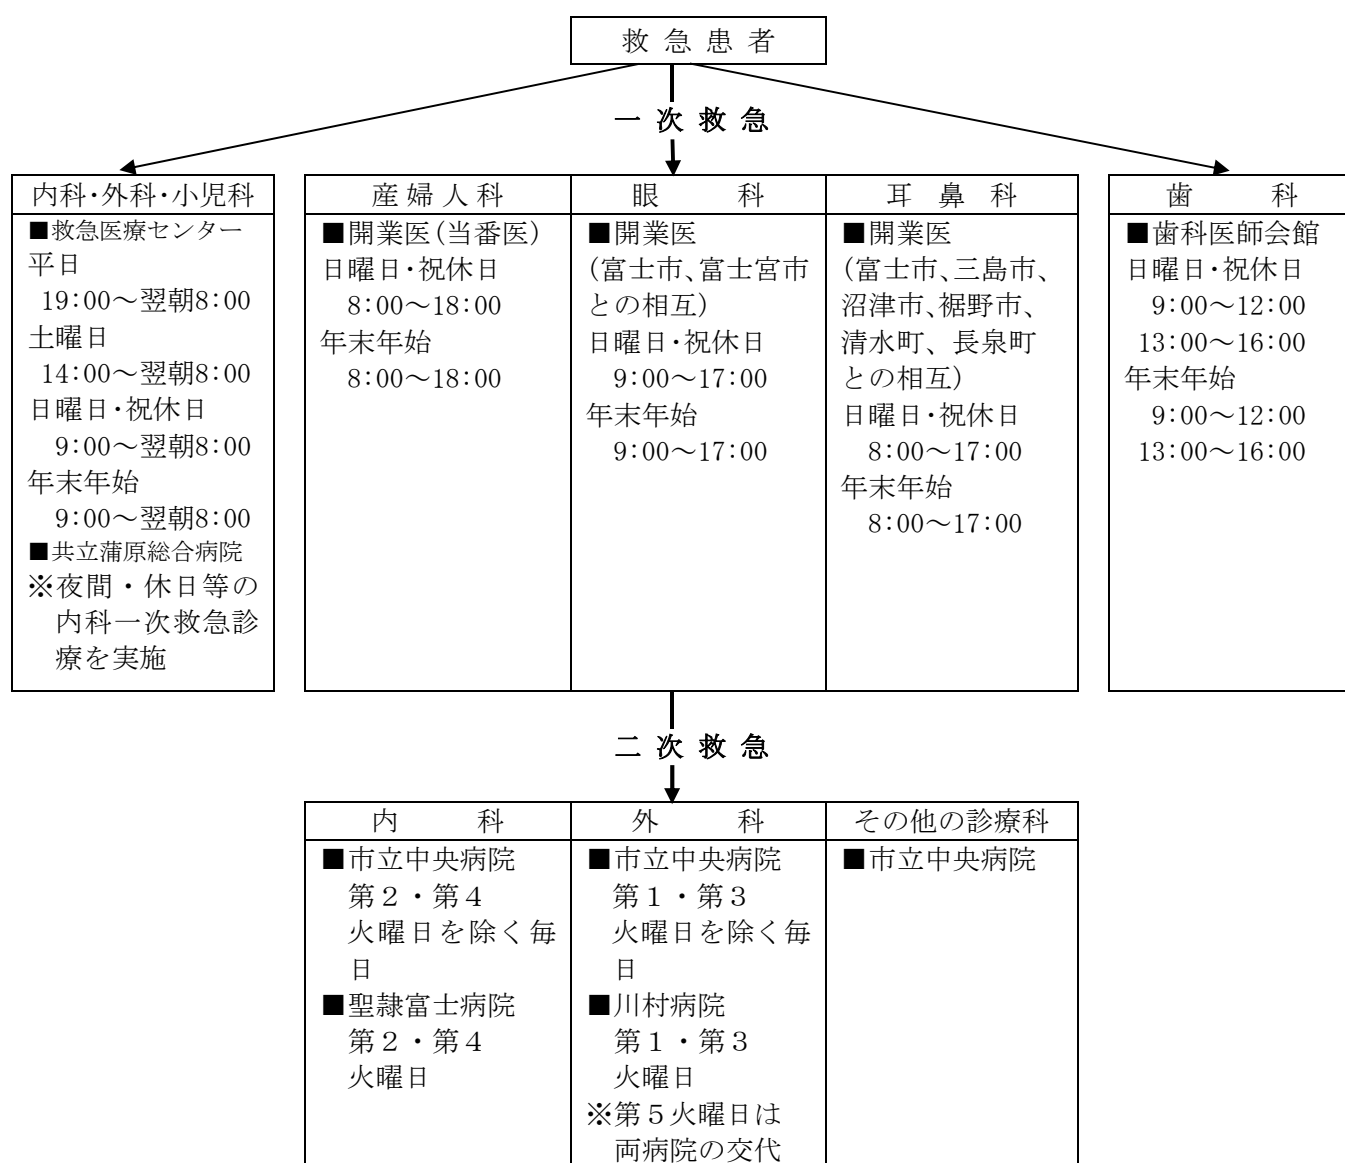 救急患者
一次救急
内科・外科・小児科
■救急医療センター
平日
19:00～翌朝8:00
土曜日
14:00～翌朝8:00
日曜日・祝休日
9:00～翌朝8:00
年末年始
9:00～翌朝8:00
■共立蒲原総合病院
※夜間・休日等の
内科一次救急診
療を実施
産婦人科
■開業医(当番医)
日曜日・祝休日
8:00～18:00
年末年始
8:00～18:00
眼　科
■開業医
(富士市、富士宮市
との相互)
日曜日・祝休日
9:00～17:00
年末年始
9:00～17:00
耳鼻科
■開業医
(富士市、三島市、
沼津市、裾野市、
清水町、長泉町
との相互)
日曜日・祝休日
8:00～17:00
年末年始
8:00～17:00
歯　科
■歯科医師会館
日曜日・祝休日
9:00～12:00
13:00～16:00
年末年始
9:00～12:00
13:00～16:00
二次救急
内　科
■市立中央病院
第２・第４
火曜日を除く毎
日
■聖隷富士病院
第２・第４
火曜日
外　科
■市立中央病院
第１・第３
火曜日を除く毎
日
■川村病院
第１・第３
火曜日
※第５火曜日は
両病院の交代
その他の診療科
■市立中央病院